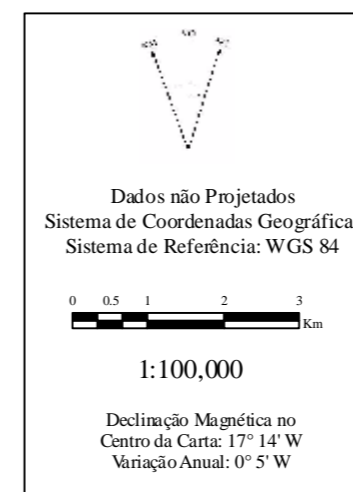 Dados não Projetados
Sistema de Coordenadas Geográfica
Sistema de Referência: WGS 84
0 0.5 1 2 3
Km
1:100,000
Declinação Magnética no
Centro da Carta: 17° 14' W
Variação Anual: 0° 5' W